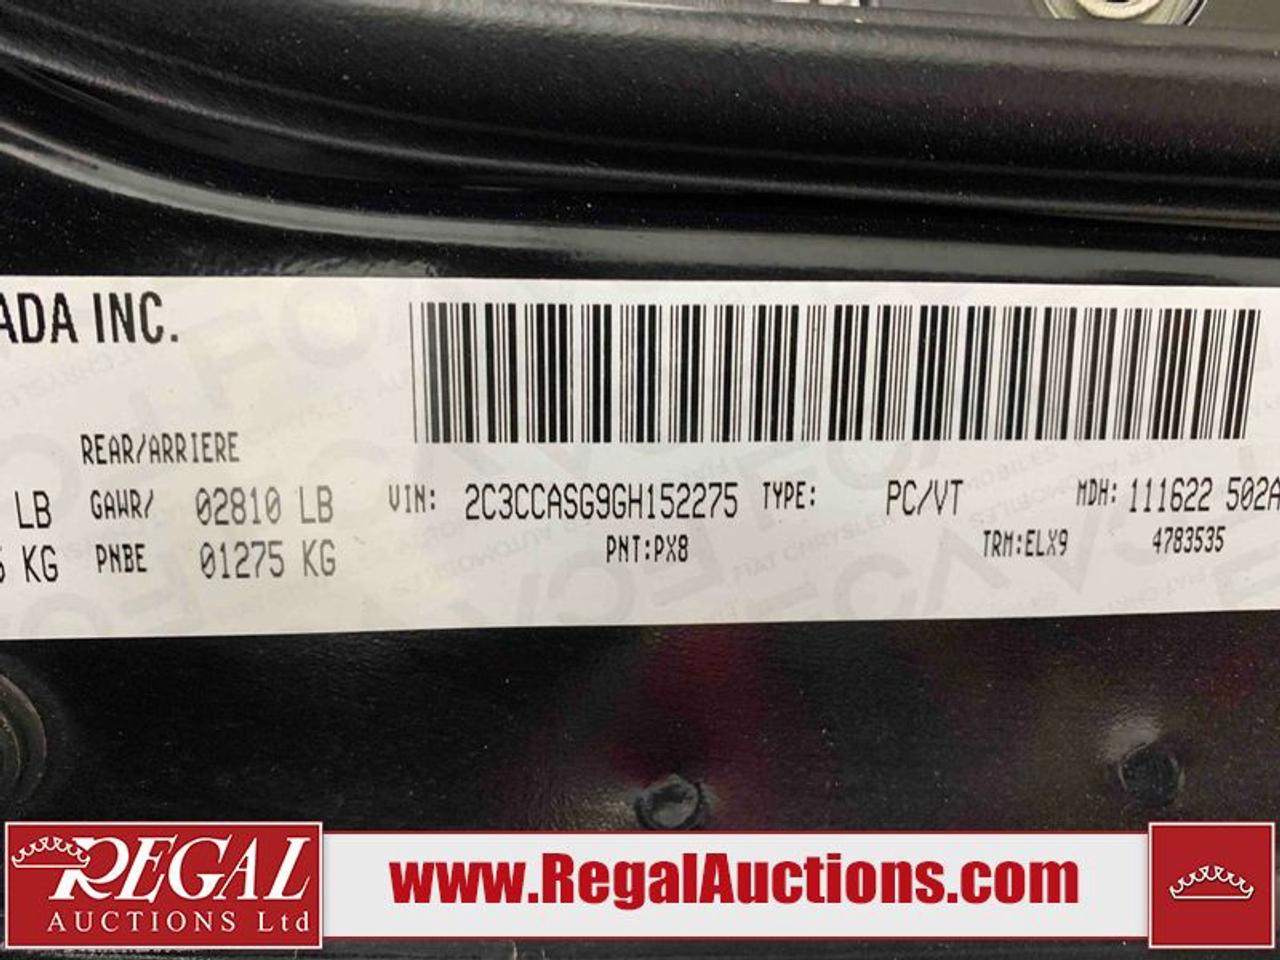 ADA INC.
REAR/ARRIERE
LB GAWR/ 02810 LB VIN: 2C3CCASG9GH152275 TYPE: PC/VT MDH: 111622 502A
KG PNBE 01275 KG PNT:PX8 TRM:ELX9 4783535
REGAL
AUCTIONS Ltd
www.RegalAuctions.com